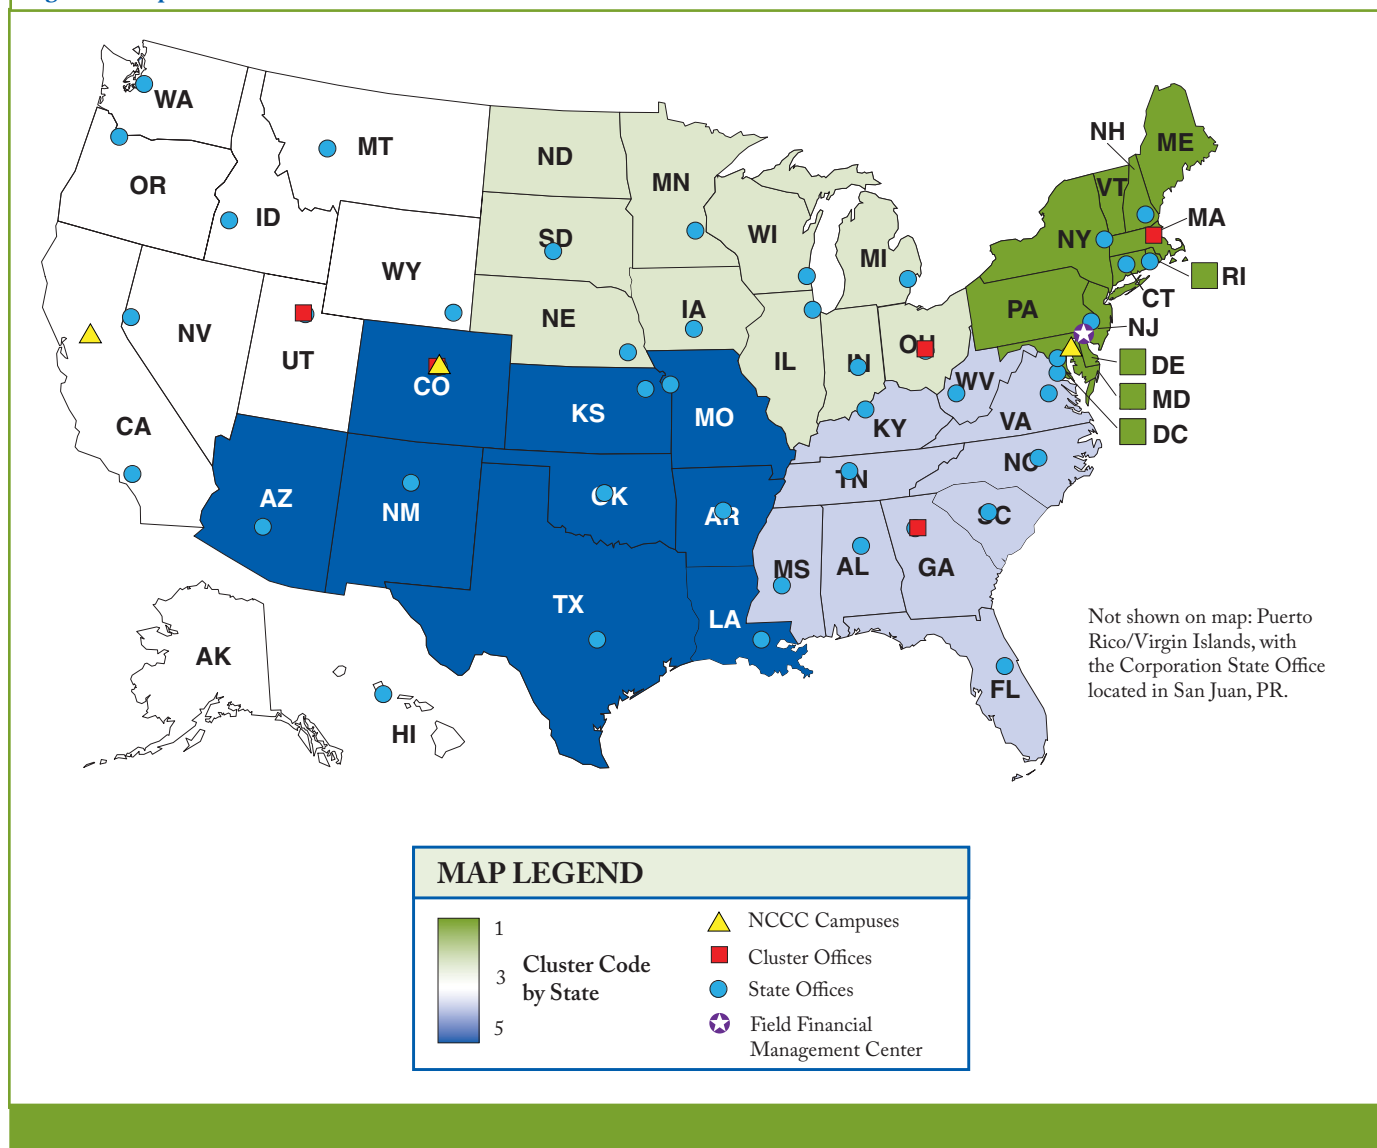 WA
MT
ND
MN
NH
ME
VT
OR
ID
SD
WI
MI
NY
MA
RI
WY
NE
IA
PA
CT
NJ
NV
UT
CO
IL
IN
OH
WV
DE
MD
DC
CA
KS
MO
KY
VA
AZ
NM
OK
AR
TN
NC
SC
TX
LA
MS
AL
GA
FL
AK
HI
Not shown on map: Puerto
Rico/Virgin Islands, with
the Corporation State Office
located in San Juan, PR.
MAP LEGEND
1
3
5
Cluster Code
by State
NCCC Campuses
Cluster Offices
State Offices
Field Financial
Management Center